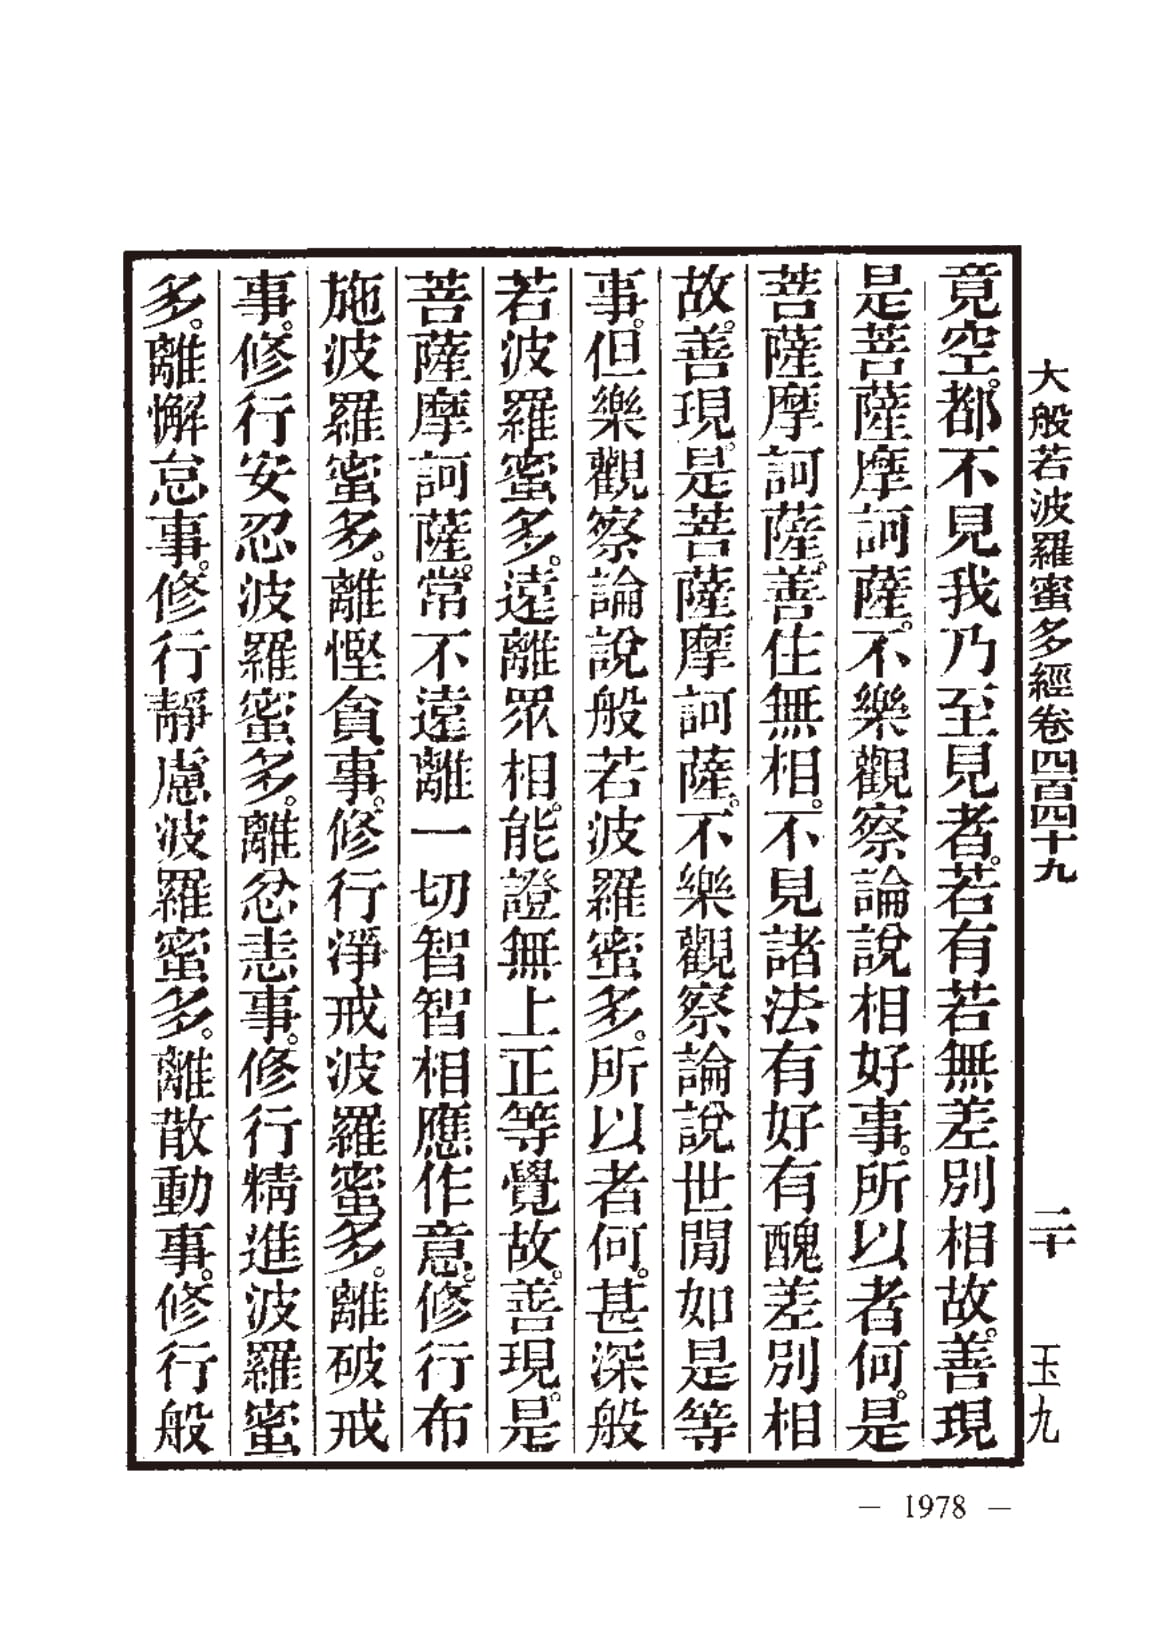 大般若波羅蜜多經卷四百四十九 二十 玉九
竟空。都不見我乃至見者。若有若無差別相故。善現
是菩薩摩訶薩。不樂觀察論說相好事。所以者何。是
菩薩摩訶薩。善住無相。不見諸法有好有醜差別相
故。善現。是菩薩摩訶薩。不樂觀察論說世間如是等
事。但樂觀察論說般若波羅蜜多。所以者何。甚深般
若波羅蜜多。遠離眾相。能證無上正等覺故。善現。是
菩薩摩訶薩。常不遠離一切智智相應作意。修行布
施波羅蜜多。離慳貪事。修行淨戒波羅蜜多。離破戒
事。修行安忍波羅蜜多。離忿恚事。修行精進波羅蜜
多。離懈怠事。修行靜慮波羅蜜多。離散動事。修行般
— 1978 —